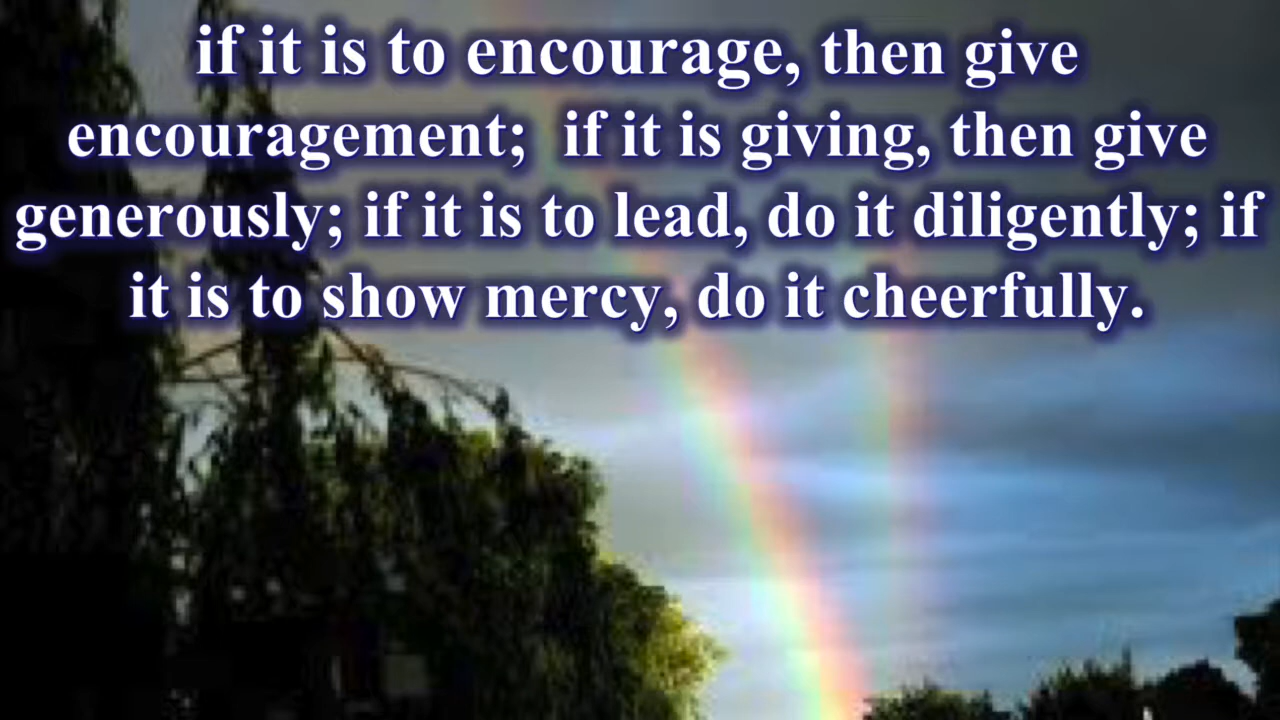 if it is to encourage, then give
encouragement;  if it is giving, then give
generously; if it is to lead, do it diligently; if
it is to show mercy, do it cheerfully.